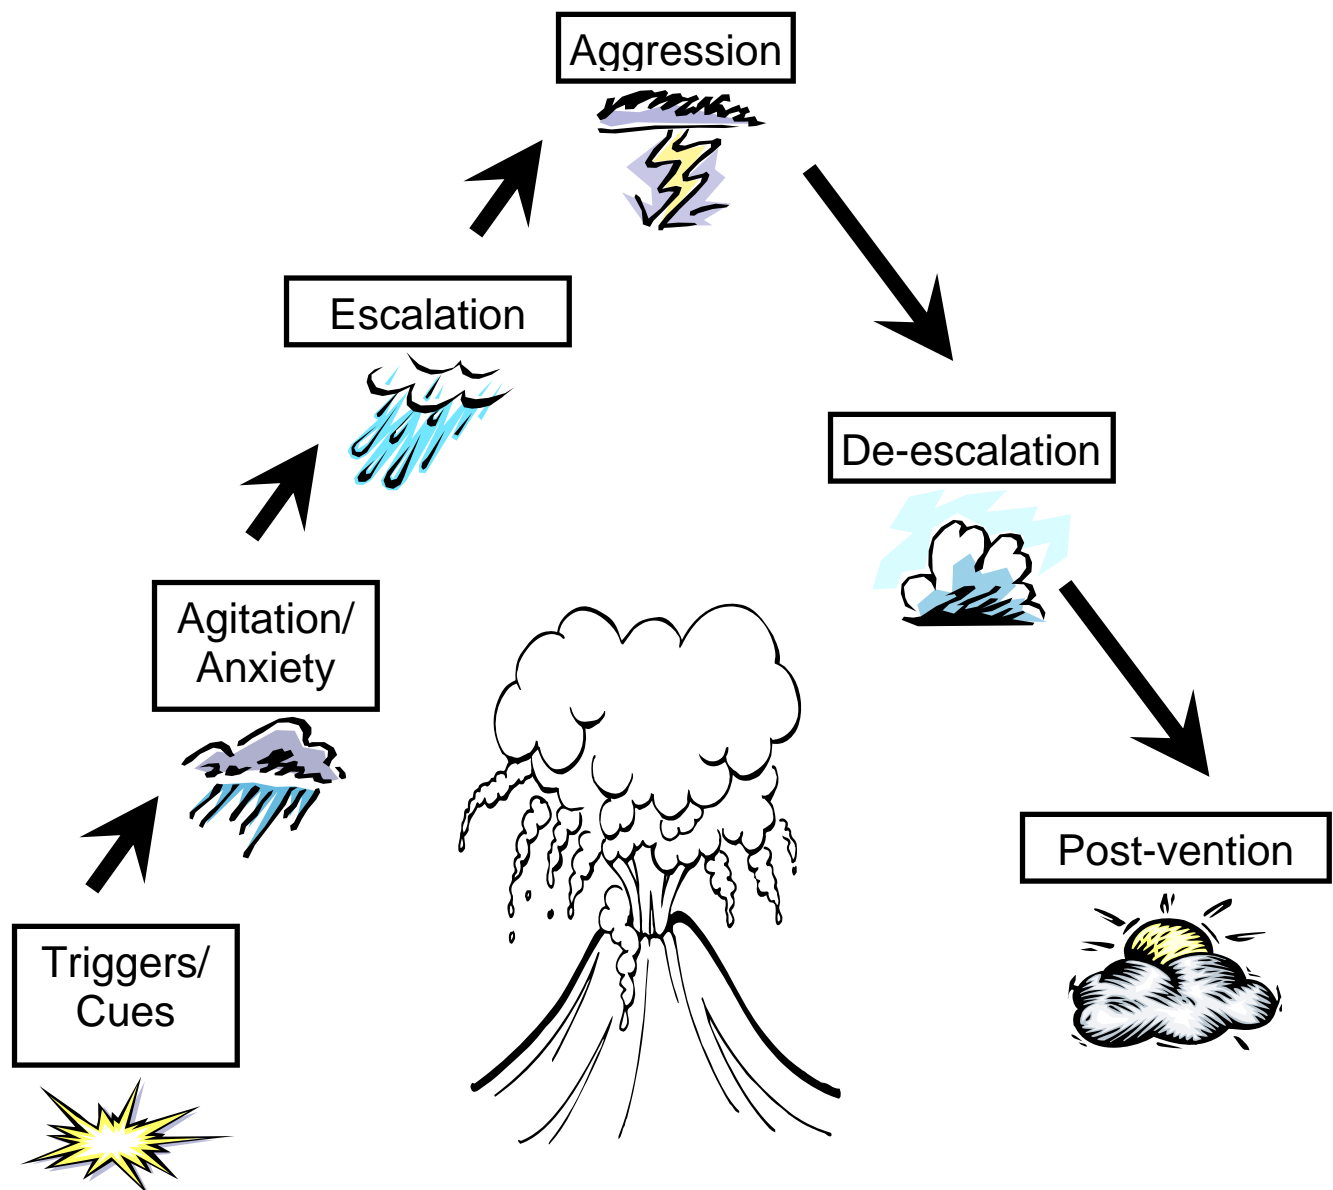 Aggression
Escalation
De-escalation
Agitation/
Anxiety
Post-vention
Triggers/
Cues